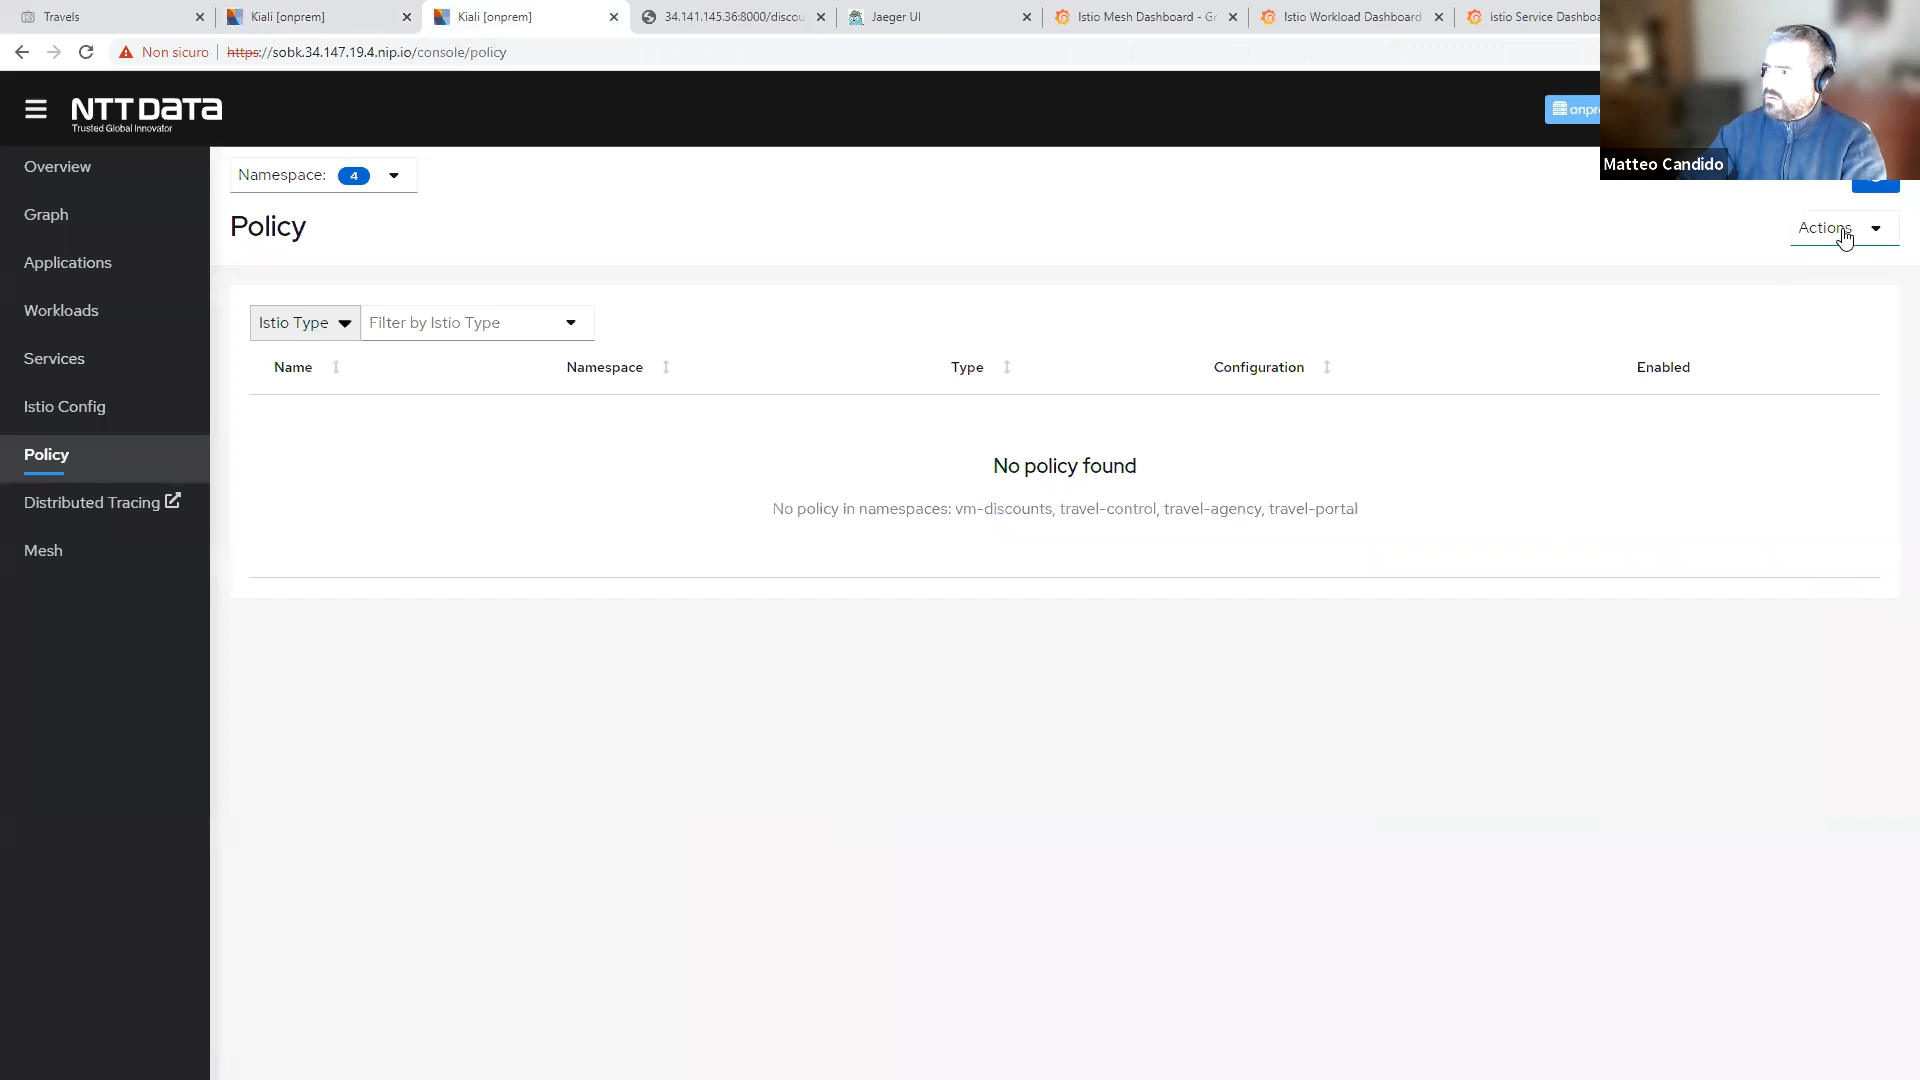 Travels
Kiali [onprem]
Kiali [onprem]
34.141.145.36:8000/discou
Jaeger UI
Istio Mesh Dashboard - Gr
Istio Workload Dashboard
Istio Service Dashboa
Non sicuro
https://sobk.34.147.19.4.nip.io/console/policy
NTT DATA
Trusted Global Innovator
onpr
Matteo Candido
Overview
Graph
Applications
Workloads
Services
Istio Config
Policy
Distributed Tracing
Mesh
Namespace: 4
Policy
Actions
Istio Type
Filter by Istio Type
Name Namespace Type Configuration Enabled
No policy found
No policy in namespaces: vm-discounts, travel-control, travel-agency, travel-portal